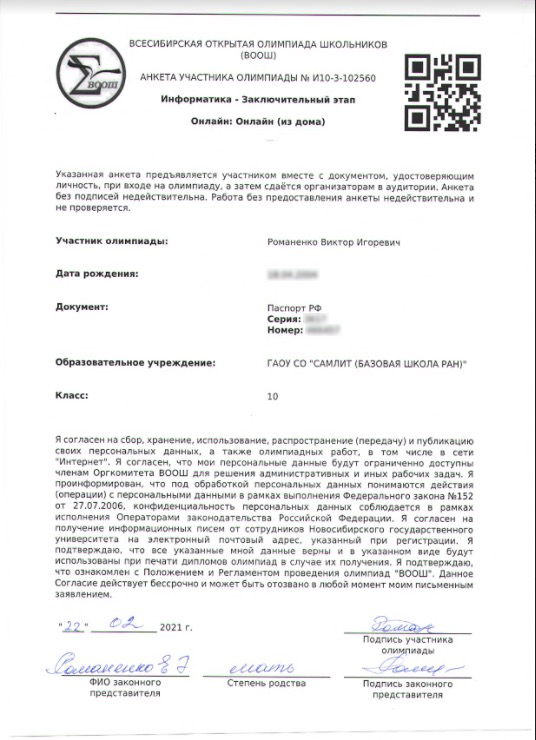 ВСЕСИБИРСКАЯ ОТКРЫТАЯ ОЛИМПИАДА ШКОЛЬНИКОВ
(ВООШ)
ВООШ
АНКЕТА УЧАСТНИКА ОЛИМПИАДЫ № И10-3-102560
Информатика - Заключительный этап
Онлайн: Онлайн (из дома)
Указанная анкета предъявляется участником вместе с документом, удостоверяющим
личность, при входе на олимпиаду, а затем сдаётся организаторам в аудитории. Анкета
без подписей недействительна. Работа без предоставления анкеты недействительна и
не проверяется.
Участник олимпиады: Романенко Виктор Игоревич
Дата рождения:
Документ: Паспорт РФ
Серия:
Номер:
Образовательное учреждение: ГАОУ СО "САМЛИТ (БАЗОВАЯ ШКОЛА РАН)"
Класс: 10
Я согласен на сбор, хранение, использование, распространение (передачу) и публикацию
своих персональных данных, а также олимпиадных работ, в том числе в сети
"Интернет". Я согласен, что мои персональные данные будут ограниченно доступны
членам Оргкомитета ВООШ для решения административных и иных рабочих задач. Я
проинформирован, что под обработкой персональных данных понимаются действия
(операции) с персональными данными в рамках выполнения Федерального закона №152
от 27.07.2006, конфиденциальность персональных данных соблюдается в рамках
исполнения Операторами законодательства Российской Федерации. Я согласен на
получение информационных писем от сотрудников Новосибирского государственного
университета на электронный почтовый адрес, указанный при регистрации. Я
подтверждаю, что все указанные мной данные верны и в указанном виде будут
использованы при печати дипломов олимпиад в случае их получения. Я подтверждаю,
что ознакомлен с Положением и Регламентом проведения олимпиад "ВООШ". Данное
Согласие действует бессрочно и может быть отозвано в любой момент моим письменным
заявлением.
"22" 02 2021 г.
Подпись участника
олимпиады
Романенко Е Г мать
ФИО законного
представителя
Степень родства
Подпись законного
представителя